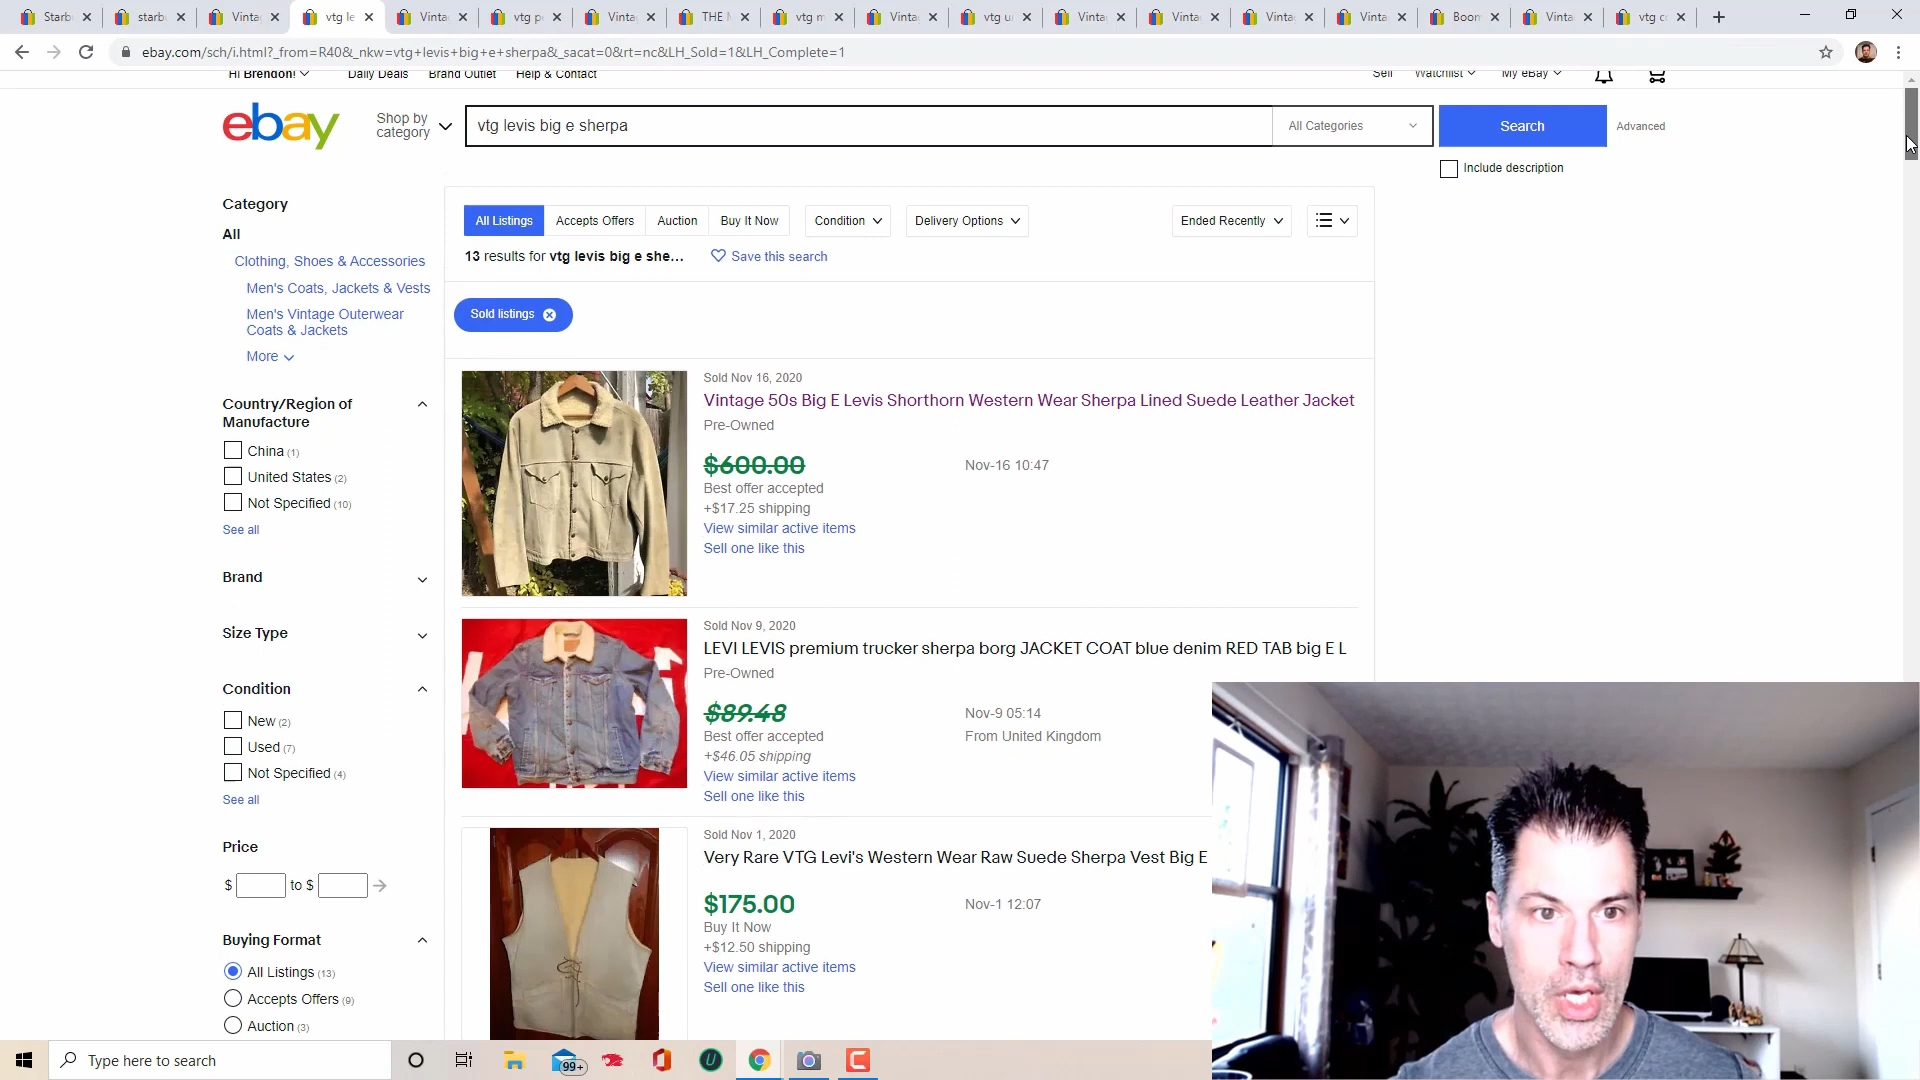 Starb
starb
Vintag
vtg le
Vinta
vtg p
Vinta
THE
vtg m
Vinta
vtg u
Vinta
Vinta
Vinta
Vinta
Boom
Vinta
vtg c
ebay.com/sch/i.html?_from=R40&_nkw=vtg+levis+big+e+sherpa&_sacat=0&rt=nc&LH_Sold=1&LH_Complete=1
Hi Brendon!
Daily Deals
Brand Outlet
Help & Contact
Sell
Watchlist
My eBay
ebay
Shop by
category
vtg levis big e sherpa
All Categories
Search
Advanced
Include description
Category
All
Clothing, Shoes & Accessories
Men's Coats, Jackets & Vests
Men's Vintage Outerwear
Coats & Jackets
More
Country/Region of
Manufacture
China (1)
United States (2)
Not Specified (10)
See all
Brand
Size Type
Condition
New (2)
Used (7)
Not Specified (4)
See all
Price
$ to $
Buying Format
All Listings (13)
Accepts Offers (9)
Auction (3)
All Listings
Accepts Offers
Auction
Buy It Now
Condition
Delivery Options
Ended Recently
13 results for vtg levis big e she...
Save this search
Sold listings
Sold Nov 16, 2020
Vintage 50s Big E Levis Shorthorn Western Wear Sherpa Lined Suede Leather Jacket
Pre-Owned
$600.00
Nov-16 10:47
Best offer accepted
+$17.25 shipping
View similar active items
Sell one like this
Sold Nov 9, 2020
LEVI LEVIS premium trucker sherpa borg JACKET COAT blue denim RED TAB big E L
Pre-Owned
$89.48
Nov-9 05:14
Best offer accepted
From United Kingdom
+$46.05 shipping
View similar active items
Sell one like this
Sold Nov 1, 2020
Very Rare VTG Levi's Western Wear Raw Suede Sherpa Vest Big E
$175.00
Nov-1 12:07
Buy It Now
+$12.50 shipping
View similar active items
Sell one like this
Type here to search
99+